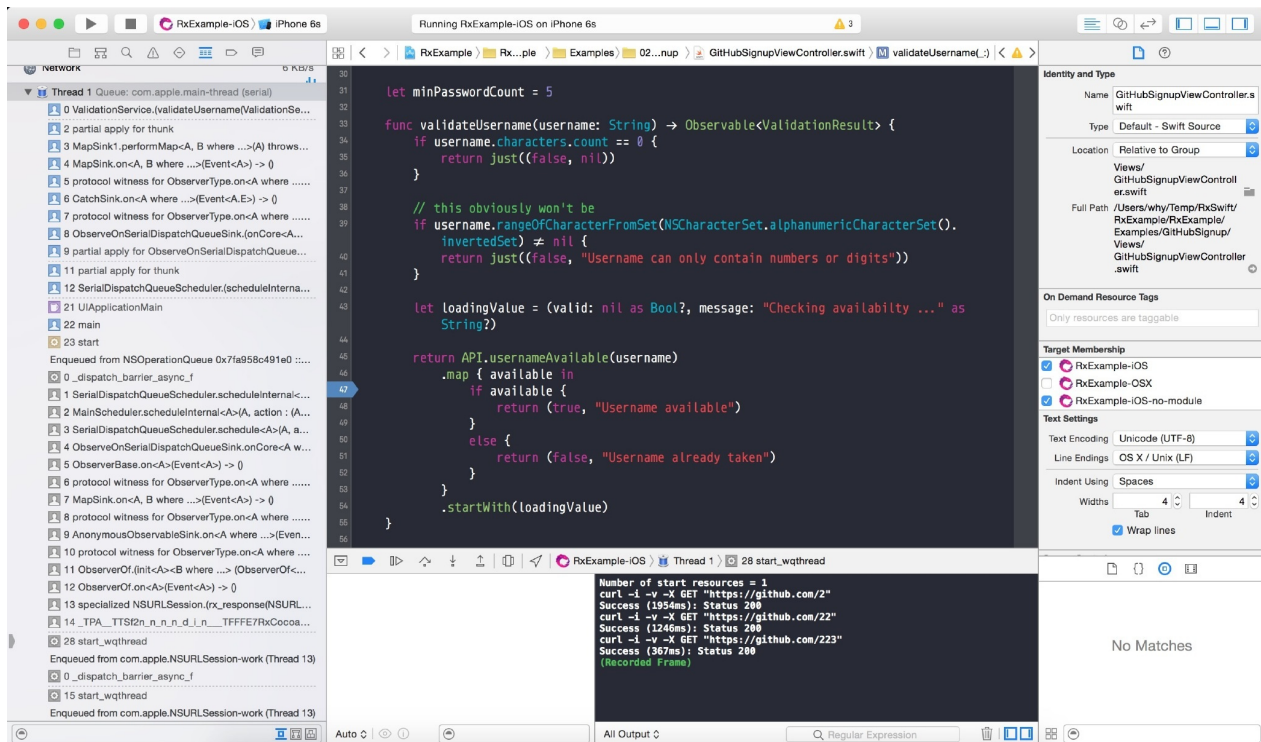 RxExample-iOS
iPhone 6s
Running RxExample-iOS on iPhone 6s
3
RxExample
Rx...ple
Examples
02...nup
GitHubSignupViewController.swift
M validateUsername(_:)
Network
6 KB/s
Thread 1 Queue: com.apple.main-thread (serial)
0 ValidationService.(validateUsername(ValidationSe...
2 partial apply for thunk
3 MapSink1.performMap<A, B where ...>(A) throws...
4 MapSink.on<A, B where ...>(Event<A>) -> ()
5 protocol witness for ObserverType.on<A where ......
6 CatchSink.on<A where ...>(Event<A.E>) -> ()
7 protocol witness for ObserverType.on<A where ......
8 ObserveOnSerialDispatchQueueSink.(onCore<A...
9 partial apply for ObserveOnSerialDispatchQueue...
11 partial apply for thunk
12 SerialDispatchQueueScheduler.(scheduleInterna...
21 UIApplicationMain
22 main
23 start
Enqueued from NSOperationQueue 0x7fa958c491e0 ::...
0 _dispatch_barrier_async_f
1 SerialDispatchQueueScheduler.scheduleInternal<...
2 MainScheduler.scheduleInternal<A>(A, action : (A...
3 SerialDispatchQueueScheduler.schedule<A>(A, a...
4 ObserveOnSerialDispatchQueueSink.onCore<A w...
5 ObserverBase.on<A>(Event<A>) -> ()
6 protocol witness for ObserverType.on<A where ......
7 MapSink.on<A, B where ...>(Event<A>) -> ()
8 protocol witness for ObserverType.on<A where ......
9 AnonymousObservableSink.on<A where ...>(Even...
10 protocol witness for ObserverType.on<A where ....
11 ObserverOf.(init<A><B where ...> (ObserverOf<...
12 ObserverOf.on<A>(Event<A>) -> ()
13 specialized NSURLSession.(rx_response(NSURL...
14 _TPA__TTSf2n_n_n_n_d_i_n___TFFFE7RxCocoa...
28 start_wqthread
Enqueued from com.apple.NSURLSession-work (Thread 13)
0 _dispatch_barrier_async_f
15 start_wqthread
Enqueued from com.apple.NSURLSession-work (Thread 13)
30
31 let minPasswordCount = 5
32
33 func validateUsername(username: String) → Observable<ValidationResult> {
34 if username.characters.count == 0 {
35 return just((false, nil))
36 }
37
38 // this obviously won't be
39 if username.rangeOfCharacterFromSet(NSCharacterSet.alphanumericCharacterSet().
invertedSet) ≠ nil {
40 return just((false, "Username can only contain numbers or digits"))
41 }
42
43 let loadingValue = (valid: nil as Bool?, message: "Checking availabilty ..." as
String?)
44
45 return API.usernameAvailable(username)
46 .map { available in
47 if available {
48 return (true, "Username available")
49 }
50 else {
51 return (false, "Username already taken")
52 }
53 }
54 .startWith(loadingValue)
55 }
56
RxExample-iOS
Thread 1
28 start_wqthread
Number of start resources = 1
curl -i -v -X GET "https://github.com/2"
Success (1954ms): Status 200
curl -i -v -X GET "https://github.com/22"
Success (1246ms): Status 200
curl -i -v -X GET "https://github.com/223"
Success (367ms): Status 200
(Recorded Frame)
Auto
All Output
Regular Expression
Identity and Type
Name GitHubSignupViewController.s
wift
Type Default - Swift Source
Location Relative to Group
Views/
GitHubSignupViewControll
er.swift
Full Path /Users/why/Temp/RxSwift/
RxExample/RxExample/
Examples/GitHubSignup/
Views/
GitHubSignupViewController
.swift
On Demand Resource Tags
Only resources are taggable
Target Membership
RxExample-iOS
RxExample-OSX
RxExample-iOS-no-module
Text Settings
Text Encoding Unicode (UTF-8)
Line Endings OS X / Unix (LF)
Indent Using Spaces
Widths 4 4
Tab Indent
Wrap lines
No Matches